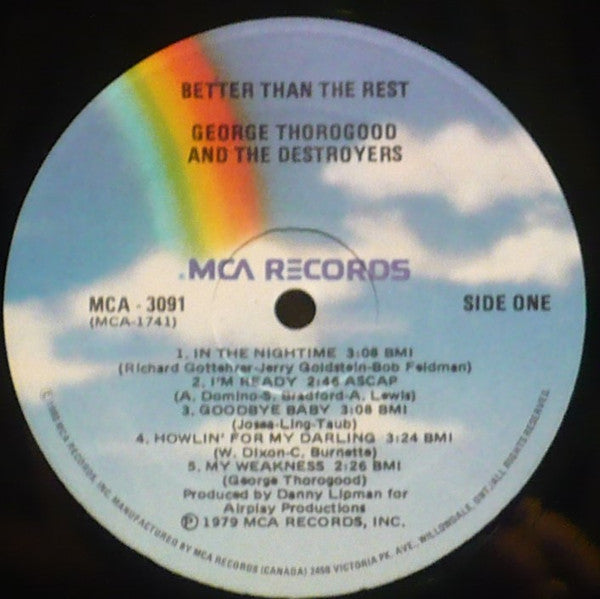 BETTER THAN THE REST
GEORGE THOROGOOD
AND THE DESTROYERS
MCA RECORDS
MCA - 3091
(MCA-1741)
SIDE ONE
1. IN THE NIGHTIME 3:08 BMI
(Richard Gottehrer-Jerry Goldstein-Bob Feldman)
2. I'M READY 2:46 ASCAP
(A. Domino-S. Bradford-A. Lewis)
3. GOODBYE BABY 3:08 BMI
(Josea-Ling-Taub)
4. HOWLIN' FOR MY DARLING 3:24 BMI
(W. Dixon-C. Burnette)
5. MY WEAKNESS 2:26 BMI
(George Thorogood)
Produced by Danny Lipman for
Airplay Productions
Ⓟ 1979 MCA RECORDS, INC.
© 1980 MCA RECORDS, INC. MANUFACTURED BY MCA RECORDS (CANADA) 2450 VICTORIA PK. AVE., WILLOWDALE, ONT./ALL RIGHTS RESERVED.